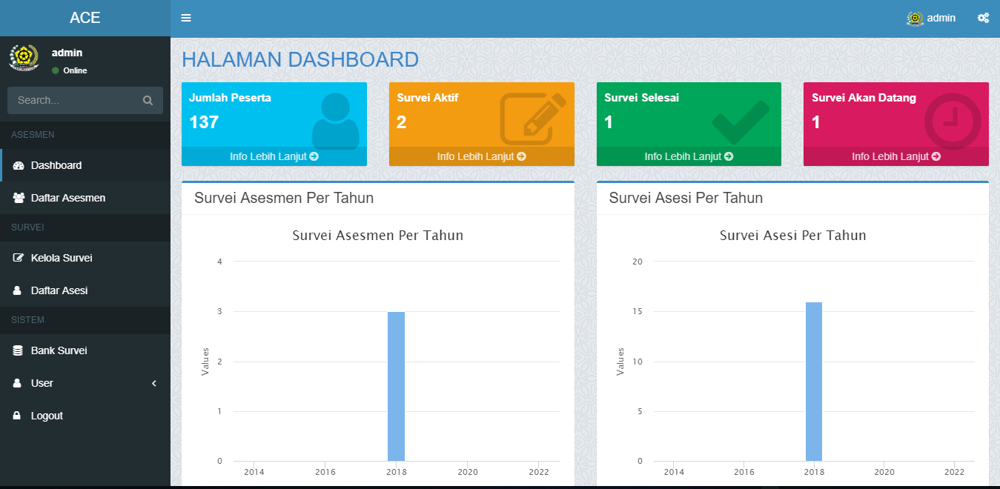 ACE
admin
admin
Online
Search...
ASESMEN
Dashboard
Daftar Asesmen
SURVEI
Kelola Survei
Daftar Asesi
SISTEM
Bank Survei
User
Logout
HALAMAN DASHBOARD
Jumlah Peserta
137
Info Lebih Lanjut
Survei Aktif
2
Info Lebih Lanjut
Survei Selesai
1
Info Lebih Lanjut
Survei Akan Datang
1
Info Lebih Lanjut
Survei Asesmen Per Tahun
Survei Asesmen Per Tahun
Values
4
3
2
1
0
2014 2016 2018 2020 2022
Survei Asesi Per Tahun
Survei Asesi Per Tahun
Values
20
15
10
5
0
2014 2016 2018 2020 2022